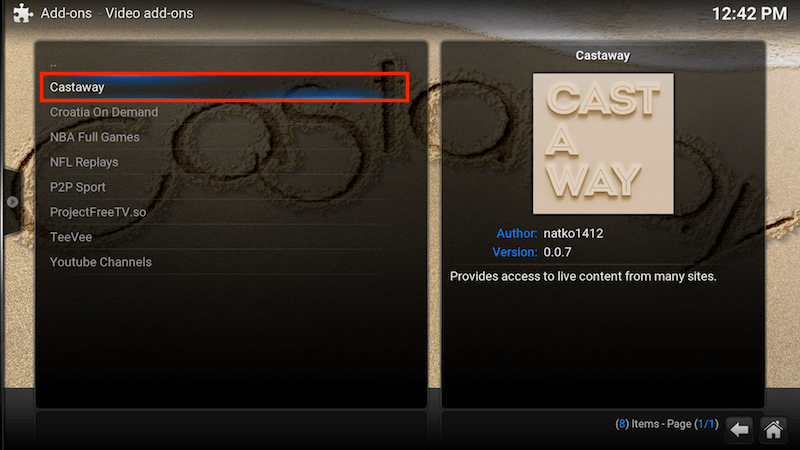 Add-ons - Video add-ons
12:42 PM
..
Castaway
Croatia On Demand
NBA Full Games
NFL Replays
P2P Sport
ProjectFreeTV.so
TeeVee
Youtube Channels
Castaway
CAST
A
WAY
Author: natko1412
Version: 0.0.7
Provides access to live content from many sites.
(8) Items - Page (1/1)
Castaway